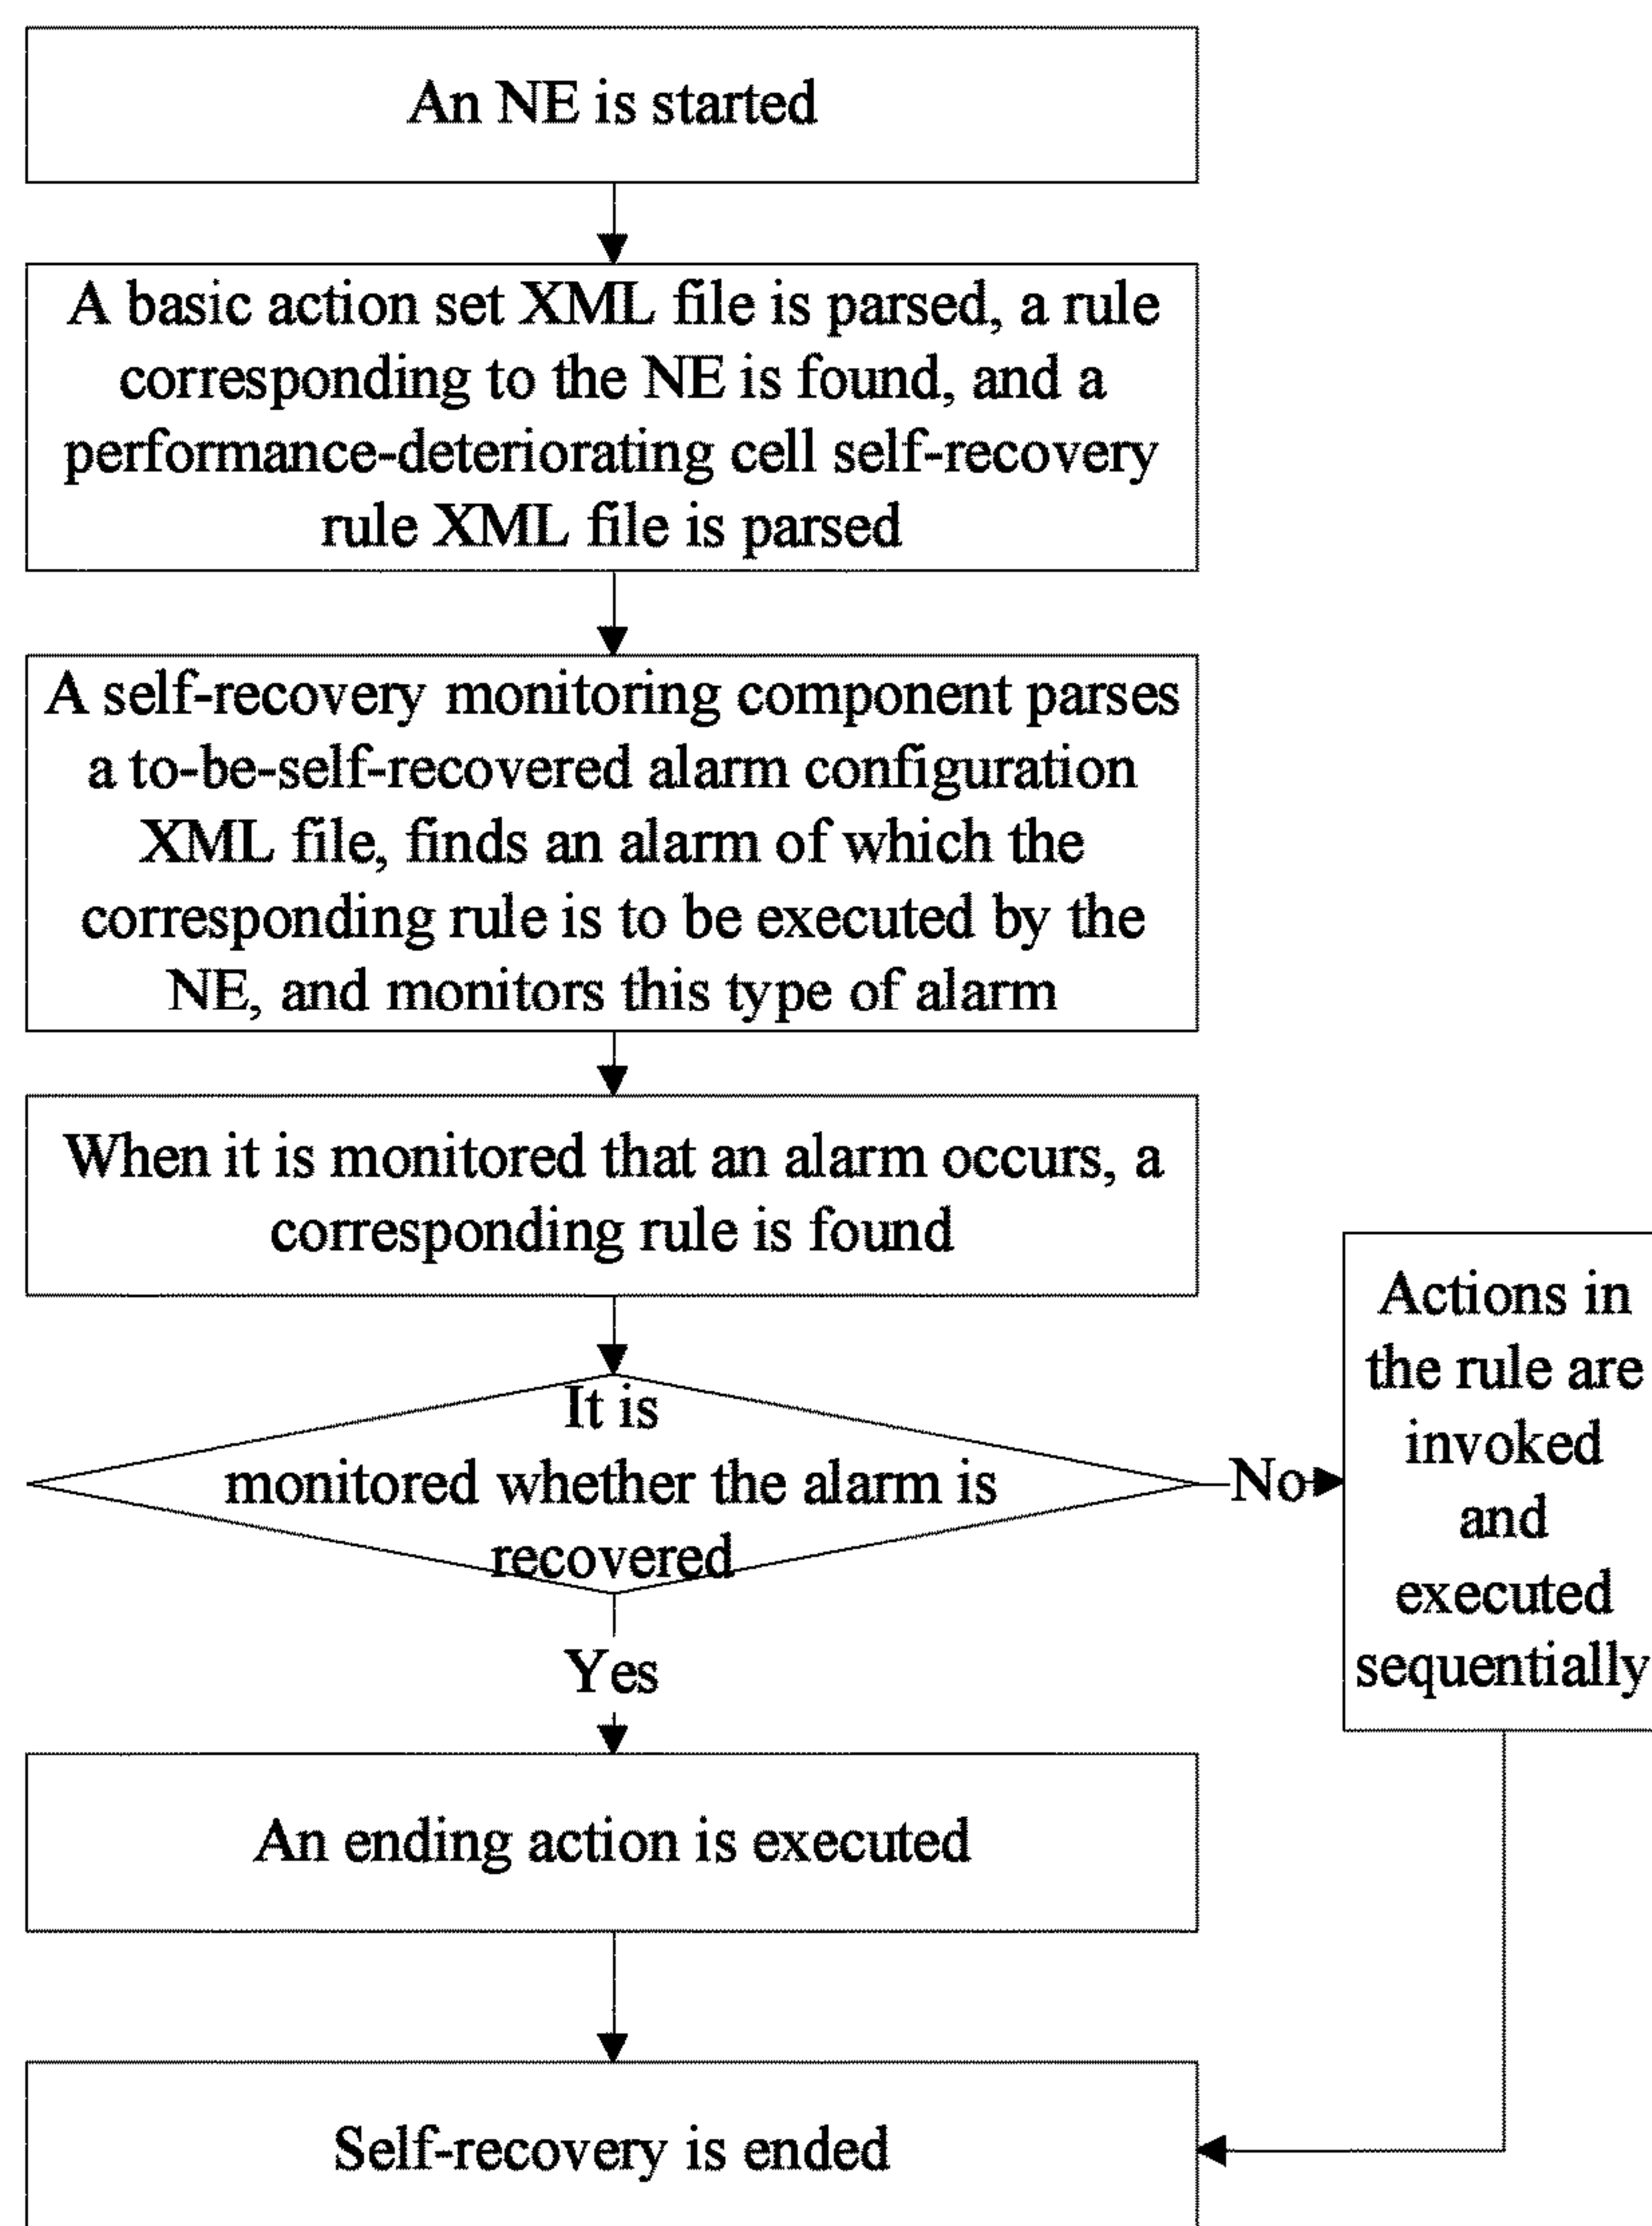 An NE is started
A basic action set XML file is parsed, a rule
corresponding to the NE is found, and a
performance-deteriorating cell self-recovery
rule XML file is parsed
A self-recovery monitoring component parses
a to-be-self-recovered alarm configuration
XML file, finds an alarm of which the
corresponding rule is to be executed by the
NE, and monitors this type of alarm
When it is monitored that an alarm occurs, a
corresponding rule is found
It is
monitored whether the alarm is
recovered
No
Actions in
the rule are
invoked
and
executed
sequentially
Yes
An ending action is executed
Self-recovery is ended